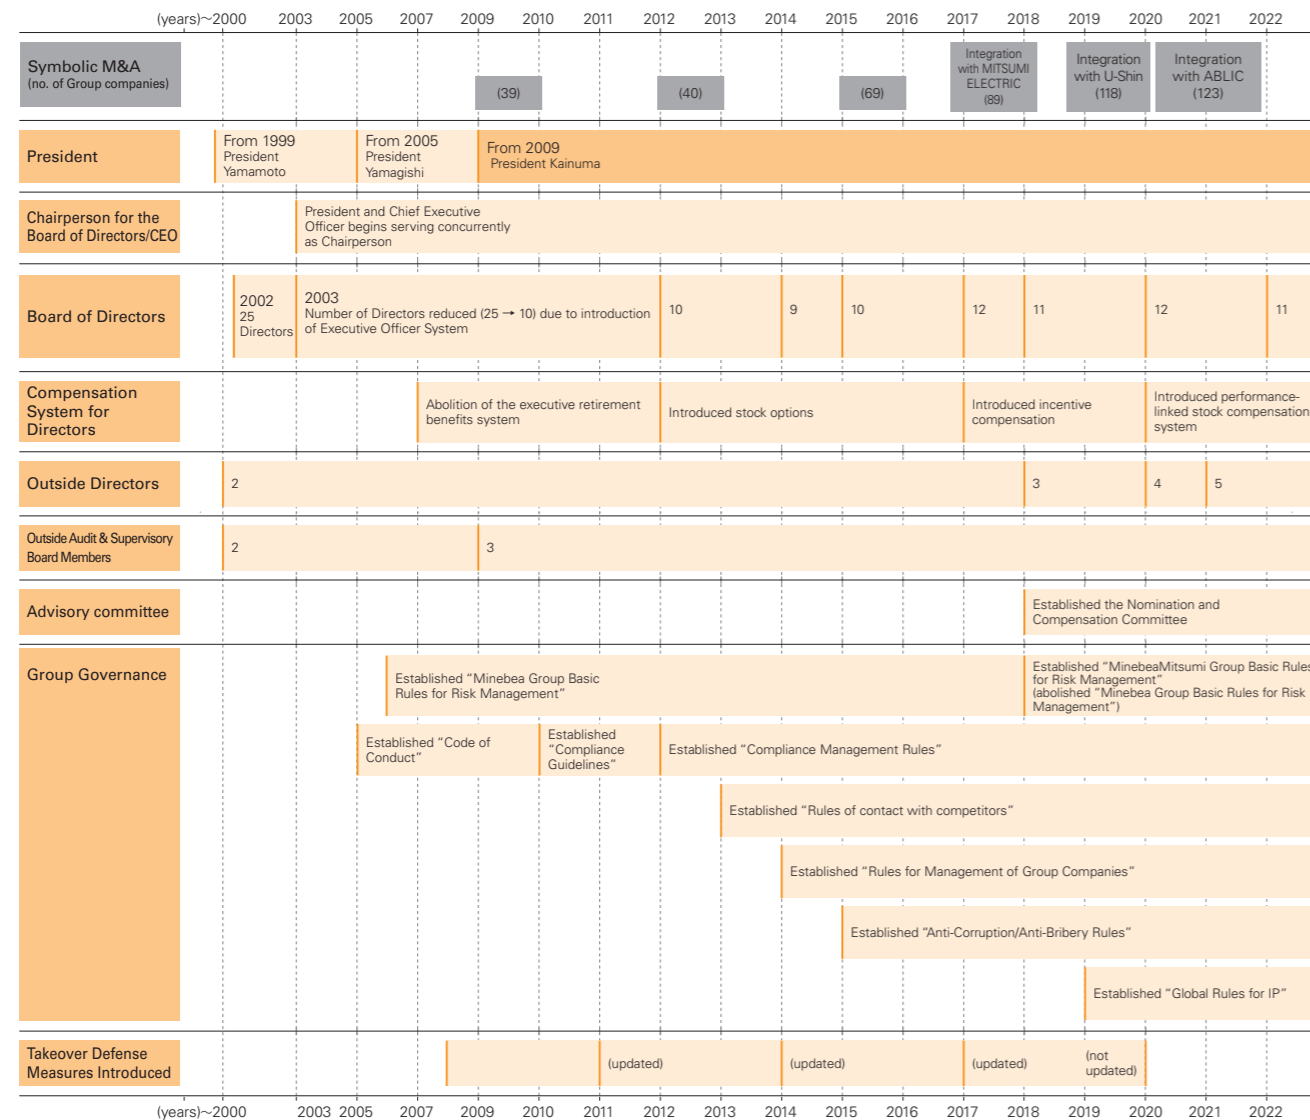 (years)~2000 2003 2005 2007 2009 2010 2011 2012 2013 2014 2015 2016 2017 2018 2019 2020 2021 2022
Symbolic M&A
(no. of Group companies)
(39)
(40)
(69)
Integration
with MITSUMI
ELECTRIC
(89)
Integration
with U-Shin
(118)
Integration
with ABLIC
(123)
President
From 1999
President
Yamamoto
From 2005
President
Yamagishi
From 2009
President Kainuma
Chairperson for the
Board of Directors/CEO
President and Chief Executive
Officer begins serving concurrently
as Chairperson
Board of Directors
2002
25
Directors
2003
Number of Directors reduced (25 → 10) due to introduction
of Executive Officer System
10
9
10
12
11
12
11
Compensation
System for
Directors
Abolition of the executive retirement
benefits system
Introduced stock options
Introduced incentive
compensation
Introduced performance-
linked stock compensation
system
Outside Directors
2
3
4
5
Outside Audit & Supervisory
Board Members
2
3
Advisory committee
Established the Nomination and
Compensation Committee
Group Governance
Established “Minebea Group Basic
Rules for Risk Management”
Established “MinebeaMitsumi Group Basic Rules
for Risk Management”
(abolished “Minebea Group Basic Rules for Risk
Management”)
Established “Code of
Conduct”
Established
“Compliance
Guidelines”
Established “Compliance Management Rules”
Established “Rules of contact with competitors”
Established “Rules for Management of Group Companies”
Established “Anti-Corruption/Anti-Bribery Rules”
Established “Global Rules for IP”
Takeover Defense
Measures Introduced
(updated)
(updated)
(updated)
(not
updated)
(years)~2000 2003 2005 2007 2009 2010 2011 2012 2013 2014 2015 2016 2017 2018 2019 2020 2021 2022